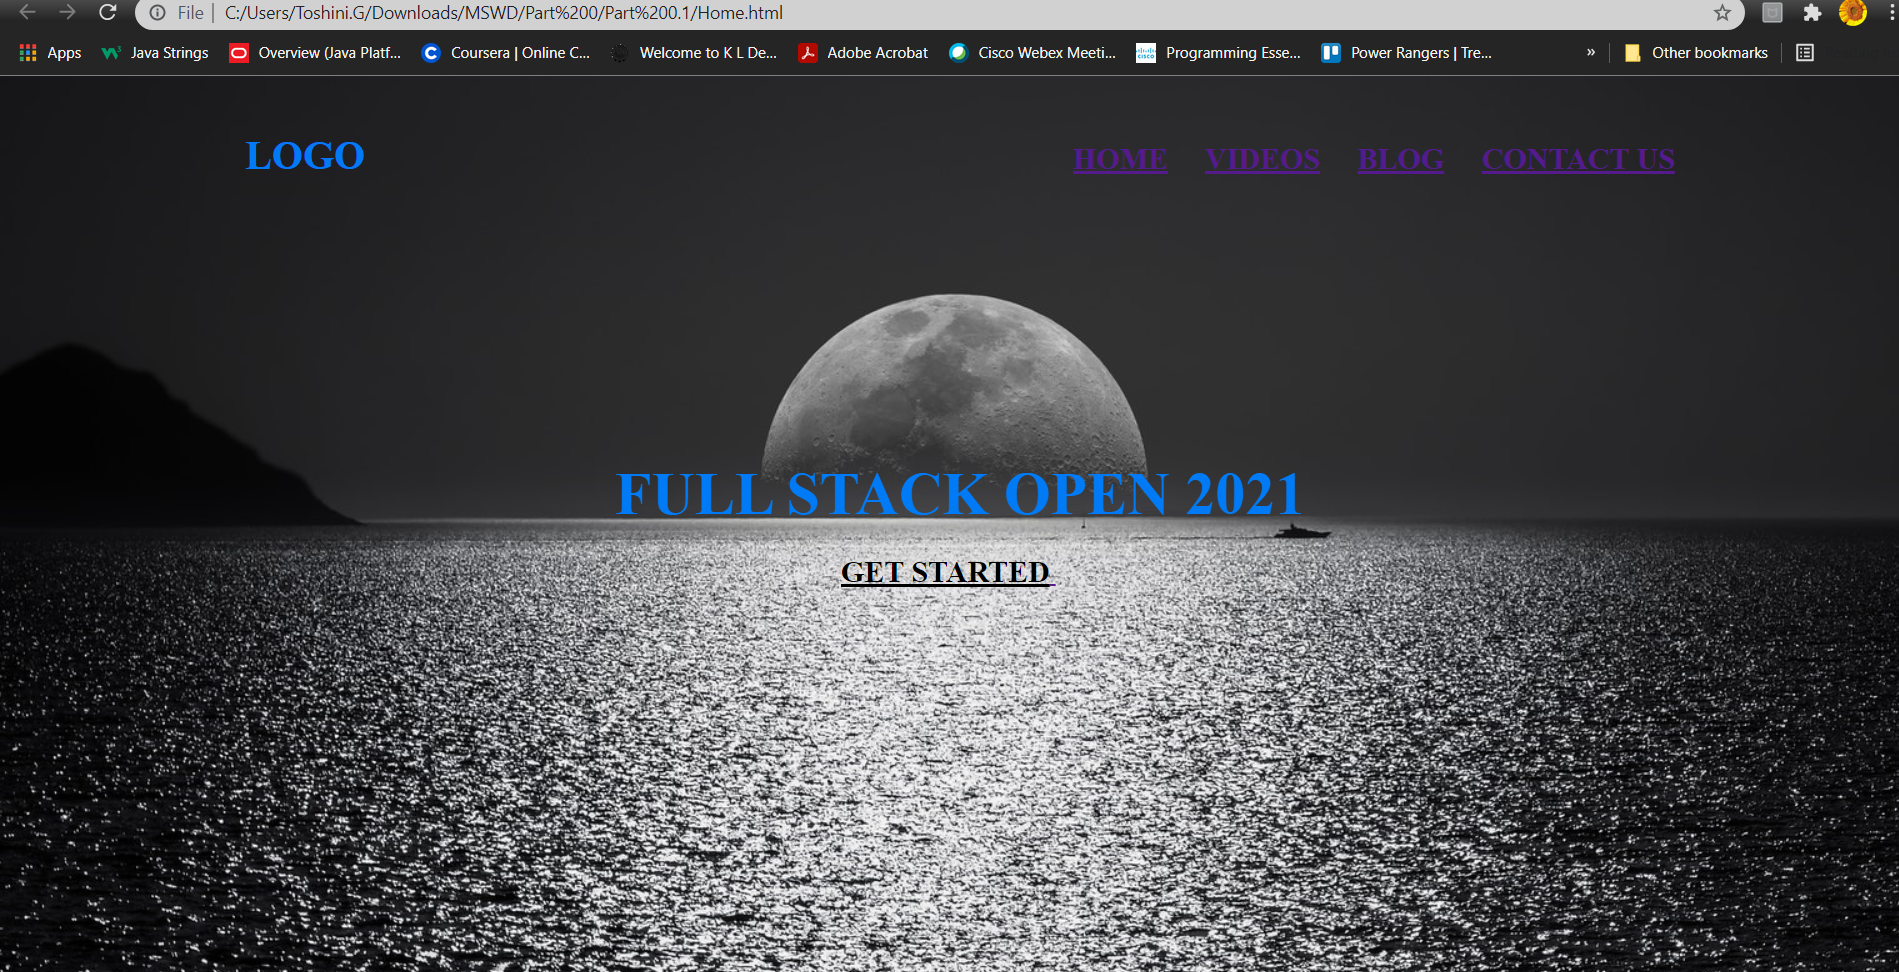 File | C:/Users/Toshini.G/Downloads/MSWD/Part%200/Part%200.1/Home.html
Apps Java Strings Overview (Java Platf... Coursera | Online C... Welcome to K L De... Adobe Acrobat Cisco Webex Meeti... Programming Esse... Power Rangers | Tre... » Other bookmarks
LOGO HOME VIDEOS BLOG CONTACT US
FULL STACK OPEN 2021
GET STARTED